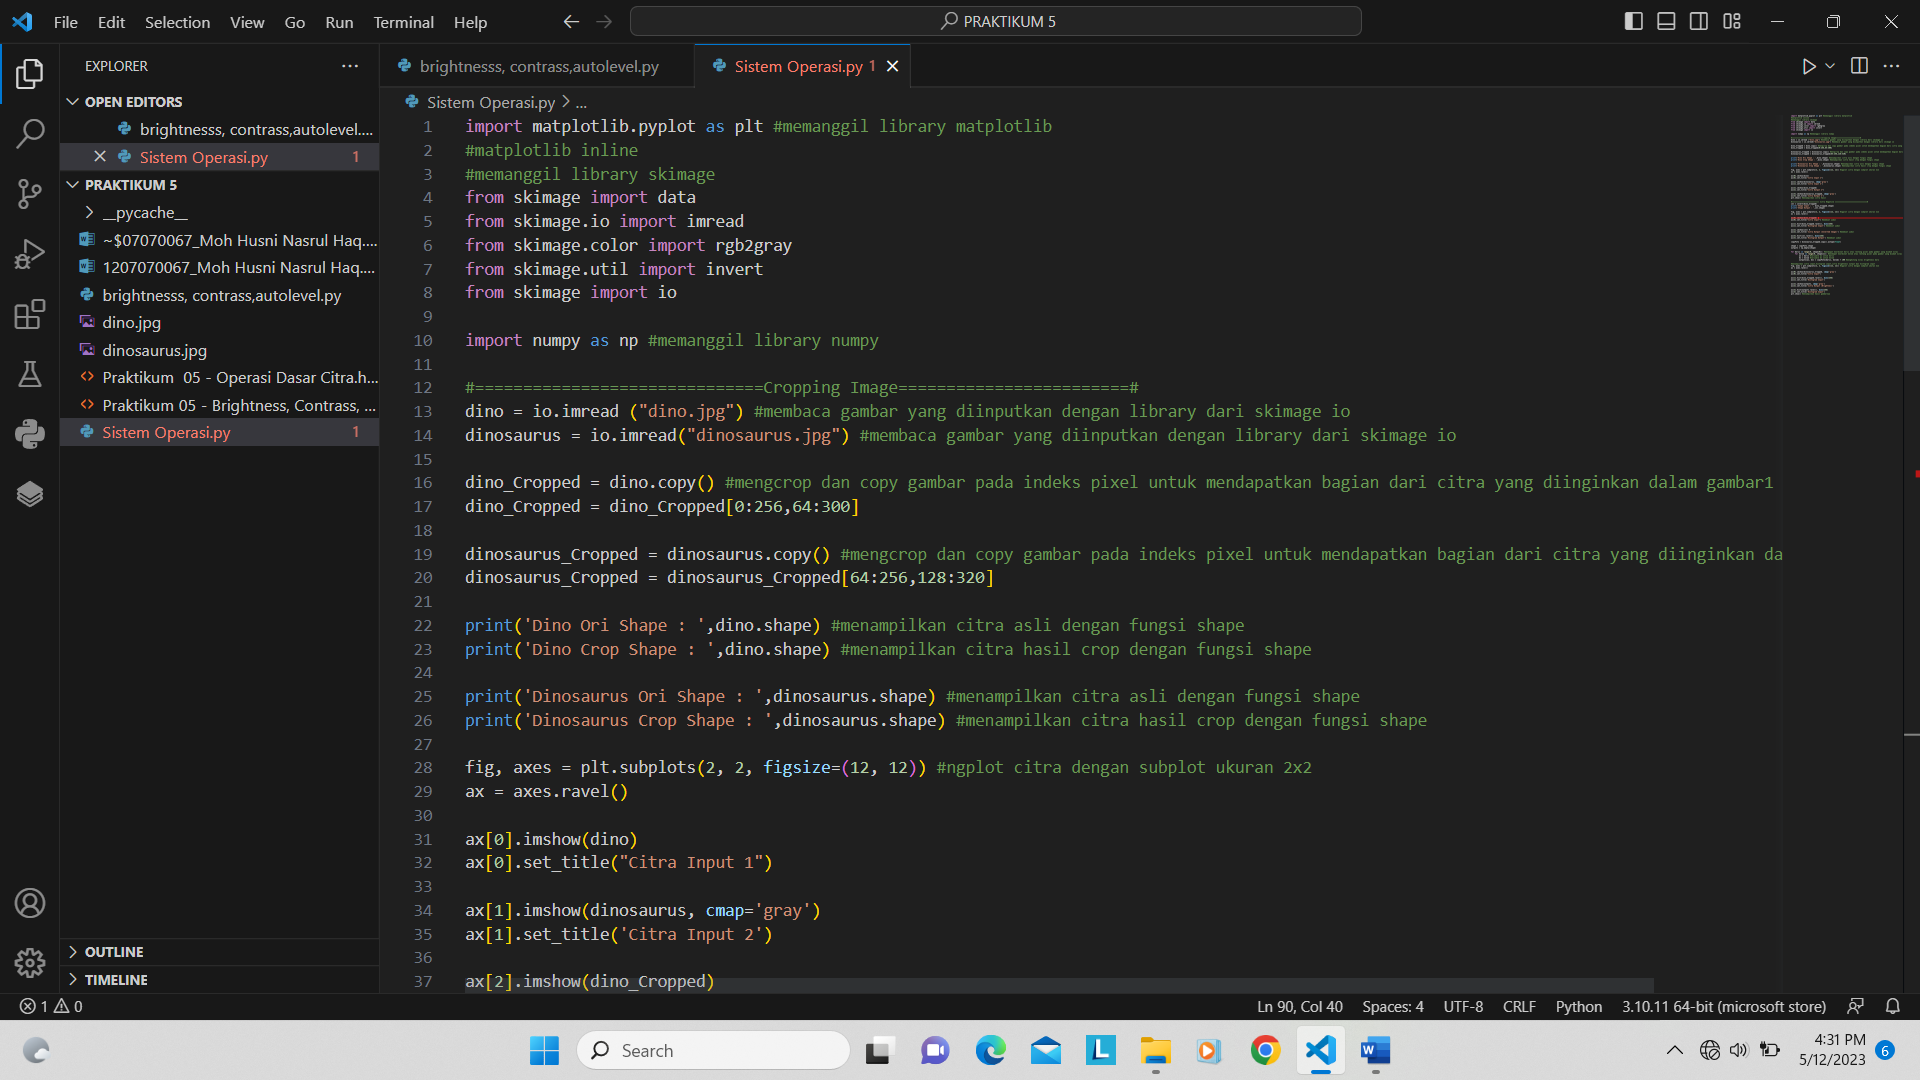 File Edit Selection View Go Run Terminal Help
PRAKTIKUM 5
EXPLORER
OPEN EDITORS
brightnesss, contrass,autolevel....
Sistem Operasi.py 1
PRAKTIKUM 5
__pycache__
~$07070067_Moh Husni Nasrul Haq....
1207070067_Moh Husni Nasrul Haq....
brightnesss, contrass,autolevel.py
dino.jpg
dinosaurus.jpg
Praktikum  05 - Operasi Dasar Citra.h...
Praktikum 05 - Brightness, Contrass, ...
Sistem Operasi.py 1
OUTLINE
TIMELINE
brightnesss, contrass,autolevel.py
Sistem Operasi.py 1
Sistem Operasi.py > ...
1 import matplotlib.pyplot as plt #memanggil library matplotlib
2 #matplotlib inline
3 #memanggil library skimage
4 from skimage import data
5 from skimage.io import imread
6 from skimage.color import rgb2gray
7 from skimage.util import invert
8 from skimage import io
9
10 import numpy as np #memanggil library numpy
11
12 #==============================Cropping Image========================#
13 dino = io.imread ("dino.jpg") #membaca gambar yang diinputkan dengan library dari skimage io
14 dinosaurus = io.imread("dinosaurus.jpg") #membaca gambar yang diinputkan dengan library dari skimage io
15
16 dino_Cropped = dino.copy() #mengcrop dan copy gambar pada indeks pixel untuk mendapatkan bagian dari citra yang diinginkan dalam gambar1
17 dino_Cropped = dino_Cropped[0:256,64:300]
18
19 dinosaurus_Cropped = dinosaurus.copy() #mengcrop dan copy gambar pada indeks pixel untuk mendapatkan bagian dari citra yang diinginkan da
20 dinosaurus_Cropped = dinosaurus_Cropped[64:256,128:320]
21
22 print('Dino Ori Shape : ',dino.shape) #menampilkan citra asli dengan fungsi shape
23 print('Dino Crop Shape : ',dino.shape) #menampilkan citra hasil crop dengan fungsi shape
24
25 print('Dinosaurus Ori Shape : ',dinosaurus.shape) #menampilkan citra asli dengan fungsi shape
26 print('Dinosaurus Crop Shape : ',dinosaurus.shape) #menampilkan citra hasil crop dengan fungsi shape
27
28 fig, axes = plt.subplots(2, 2, figsize=(12, 12)) #ngplot citra dengan subplot ukuran 2x2
29 ax = axes.ravel()
30
31 ax[0].imshow(dino)
32 ax[0].set_title("Citra Input 1")
33
34 ax[1].imshow(dinosaurus, cmap='gray')
35 ax[1].set_title('Citra Input 2')
36
37 ax[2].imshow(dino_Cropped)
1 0
Ln 90, Col 40 Spaces: 4 UTF-8 CRLF Python 3.10.11 64-bit (microsoft store)
Search
4:31 PM
5/12/2023
6